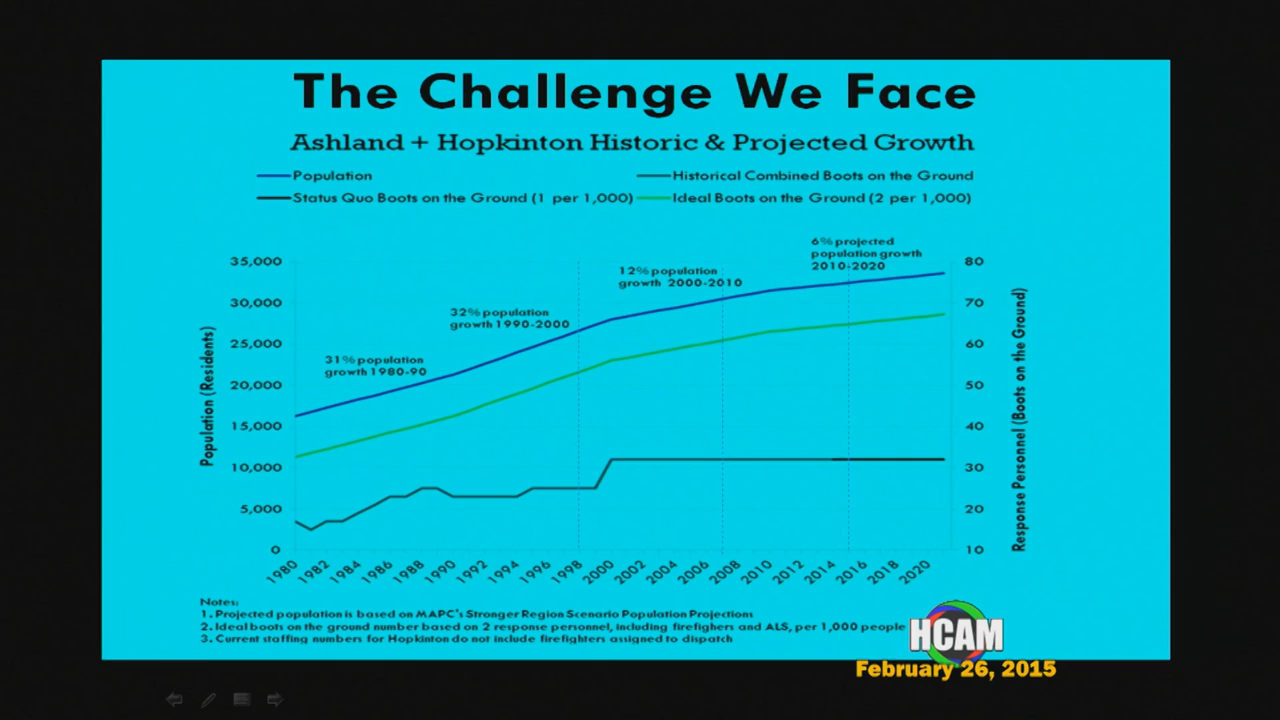 The Challenge We Face
Ashland + Hopkinton Historic & Projected Growth
Population
Historical Combined Boots on the Ground
Status Quo Boots on the Ground (1 per 1,000)
Ideal Boots on the Ground (2 per 1,000)
6% projected
population growth
2010-2020
12% population
growth 2000-2010
32% population
growth 1990-2000
31% population
growth 1980-90
Population (Residents)
35,000
30,000
25,000
20,000
15,000
10,000
5,000
0
80
70
60
50
40
30
20
10
Response Personnel (Boots on the Ground)
1980
1982
1984
1986
1988
1990
1992
1994
1996
1998
2000
2002
2004
2006
2008
2010
2012
2014
2016
2018
2020
Notes:
1. Projected population is based on MAPC's Stronger Region Scenario Population Projections
2. Ideal boots on the ground number based on 2 response personnel, including firefighers and ALS, per 1,000 people
3. Current staffing numbers for Hopkinton do not include firefighters assigned to dispatch
HCAM
February 26, 2015